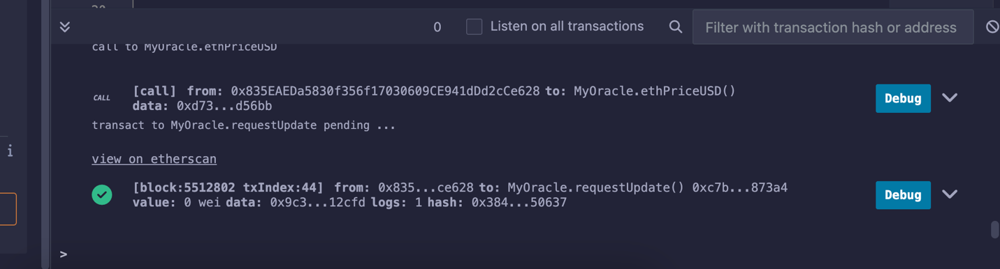 0 Listen on all transactions Filter with transaction hash or address
call to MyOracle.ethPriceUSD
CALL [call] from: 0x835EAEDa5830f356f17030609CE941dDd2cCe628 to: MyOracle.ethPriceUSD() Debug
data: 0xd73...d56bb
transact to MyOracle.requestUpdate pending ...
i
view on etherscan
[block:5512802 txIndex:44] from: 0x835...ce628 to: MyOracle.requestUpdate() 0xc7b...873a4 Debug
value: 0 wei data: 0x9c3...12cfd logs: 1 hash: 0x384...50637
>